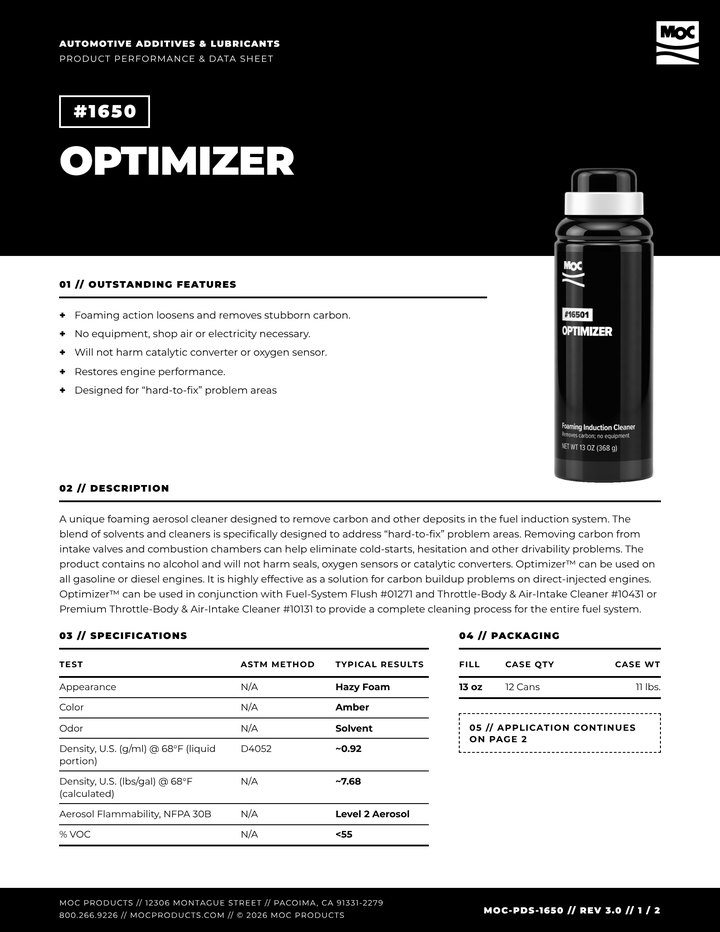 AUTOMOTIVE ADDITIVES & LUBRICANTS
PRODUCT PERFORMANCE & DATA SHEET
MOC
#1650
OPTIMIZER
MOC
#16501
OPTIMIZER
Foaming Induction Cleaner
Removes carbon; no equipment
NET WT 13 OZ (368 g)
01 // OUTSTANDING FEATURES
+ Foaming action loosens and removes stubborn carbon.
+ No equipment, shop air or electricity necessary.
+ Will not harm catalytic converter or oxygen sensor.
+ Restores engine performance.
+ Designed for “hard-to-fix” problem areas
02 // DESCRIPTION
A unique foaming aerosol cleaner designed to remove carbon and other deposits in the fuel induction system. The
blend of solvents and cleaners is specifically designed to address “hard-to-fix” problem areas. Removing carbon from
intake valves and combustion chambers can help eliminate cold-starts, hesitation and other drivability problems. The
product contains no alcohol and will not harm seals, oxygen sensors or catalytic converters. Optimizer™ can be used on
all gasoline or diesel engines. It is highly effective as a solution for carbon buildup problems on direct-injected engines.
Optimizer™ can be used in conjunction with Fuel-System Flush #01271 and Throttle-Body & Air-Intake Cleaner #10431 or
Premium Throttle-Body & Air-Intake Cleaner #10131 to provide a complete cleaning process for the entire fuel system.
03 // SPECIFICATIONS
TEST ASTM METHOD TYPICAL RESULTS
Appearance N/A Hazy Foam
Color N/A Amber
Odor N/A Solvent
Density, U.S. (g/ml) @ 68°F (liquid D4052 ~0.92
portion)
Density, U.S. (lbs/gal) @ 68°F N/A ~7.68
(calculated)
Aerosol Flammability, NFPA 30B N/A Level 2 Aerosol
% VOC N/A <55
04 // PACKAGING
FILL CASE QTY CASE WT
13 oz 12 Cans 11 lbs.
05 // APPLICATION CONTINUES
ON PAGE 2
MOC PRODUCTS // 12306 MONTAGUE STREET // PACOIMA, CA 91331-2279
800.266.9226 // MOCPRODUCTS.COM // © 2026 MOC PRODUCTS
MOC-PDS-1650 // REV 3.0 // 1 / 2